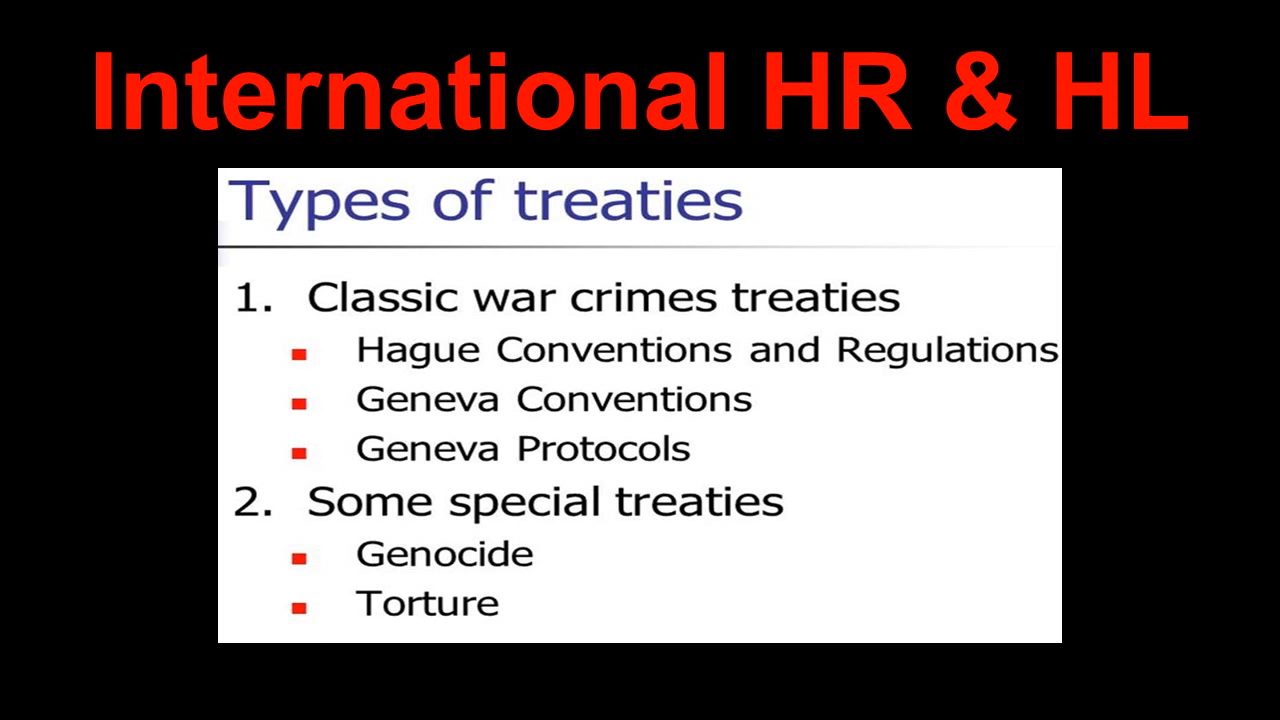 International HR & HL
Types of treaties
1. Classic war crimes treaties
■ Hague Conventions and Regulations
■ Geneva Conventions
■ Geneva Protocols
2. Some special treaties
■ Genocide
■ Torture